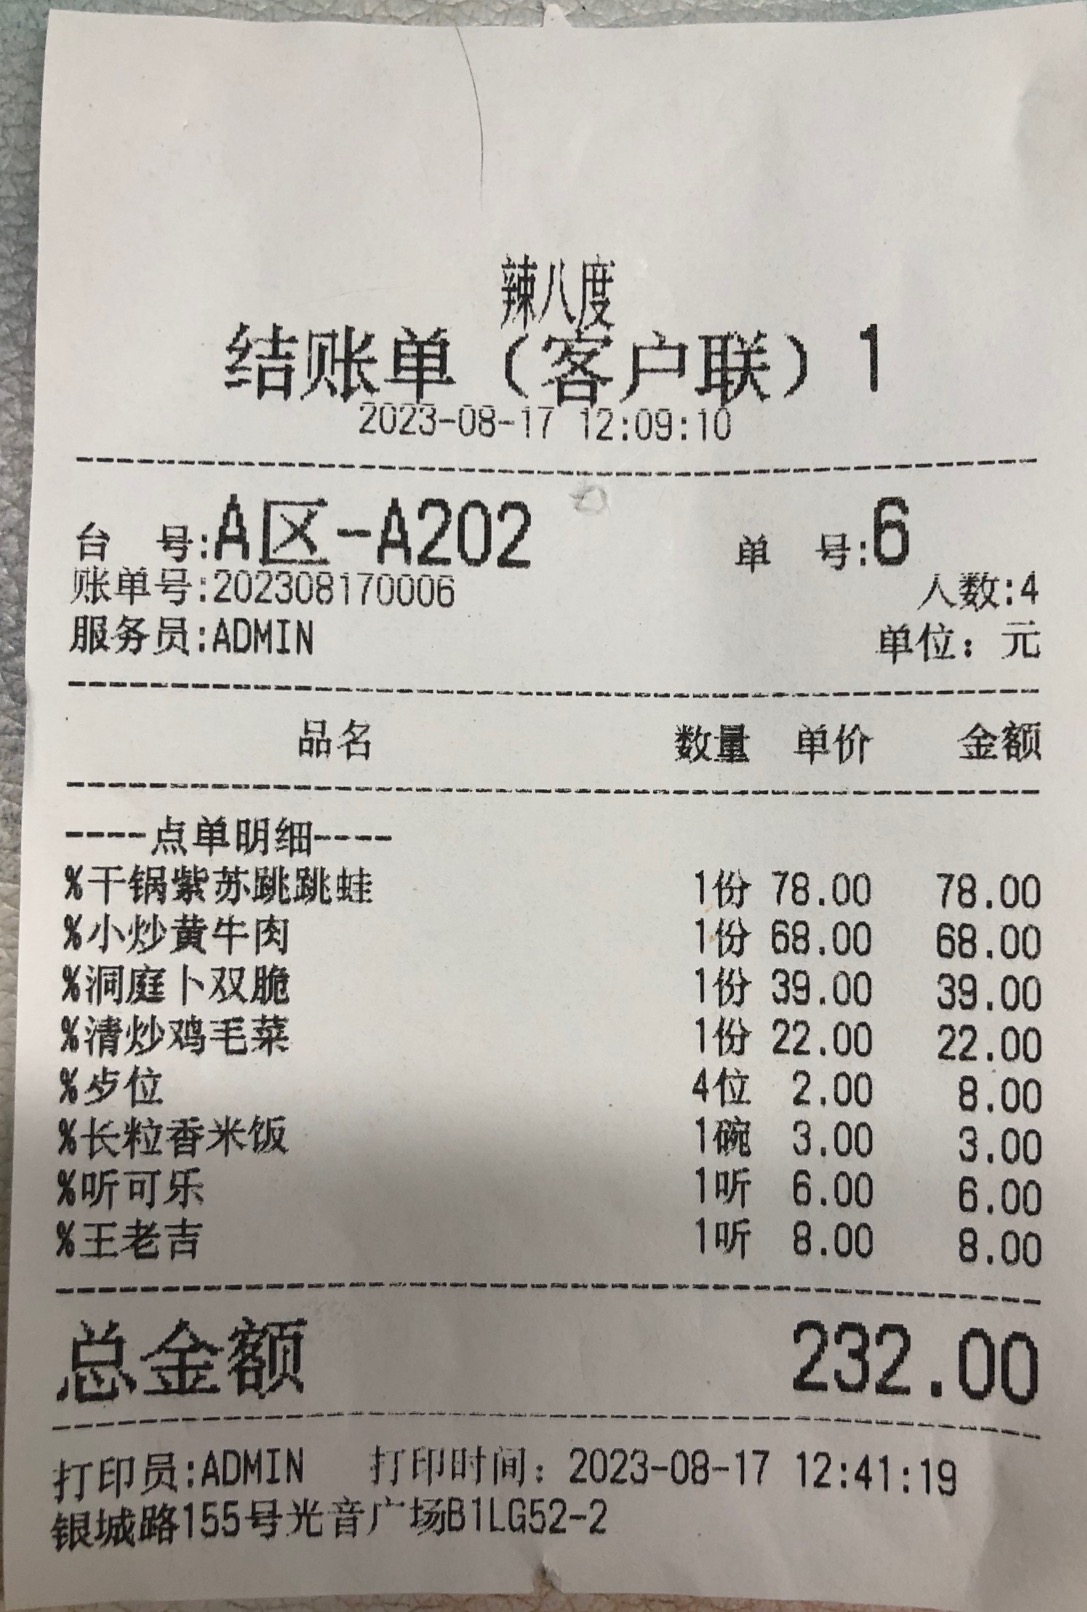 辣八度
结账单（客户联）1
2023-08-17 12:09:10
台 号:A区-A202 单 号:6
账单号:202308170006 人数:4
服务员:ADMIN 单位：元
品名 数量 单价 金额
----点单明细----
%干锅紫苏跳跳蛙 1份 78.00 78.00
%小炒黄牛肉 1份 68.00 68.00
%洞庭卜双脆 1份 39.00 39.00
%清炒鸡毛菜 1份 22.00 22.00
%歺位 4位 2.00 8.00
%长粒香米饭 1碗 3.00 3.00
%听可乐 1听 6.00 6.00
%王老吉 1听 8.00 8.00
总金额 232.00
打印员:ADMIN 打印时间：2023-08-17 12:41:19
银城路155号光音广场B1LG52-2